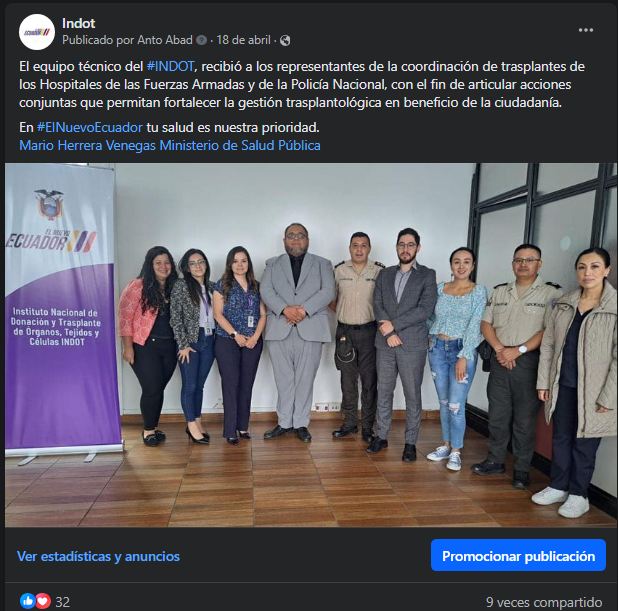 Indot
Publicado por Anto Abad · 18 de abril ·
El equipo técnico del #INDOT, recibió a los representantes de la coordinación de trasplantes de
los Hospitales de las Fuerzas Armadas y de la Policía Nacional, con el fin de articular acciones
conjuntas que permitan fortalecer la gestión trasplantológica en beneficio de la ciudadanía.
En #ElNuevoEcuador tu salud es nuestra prioridad.
Mario Herrera Venegas Ministerio de Salud Pública
EL NUEVO
ECUADOR
Instituto Nacional de
Donación y Trasplante
de Órganos, Tejidos y
Células INDOT
Ver estadísticas y anuncios
Promocionar publicación
32
9 veces compartido